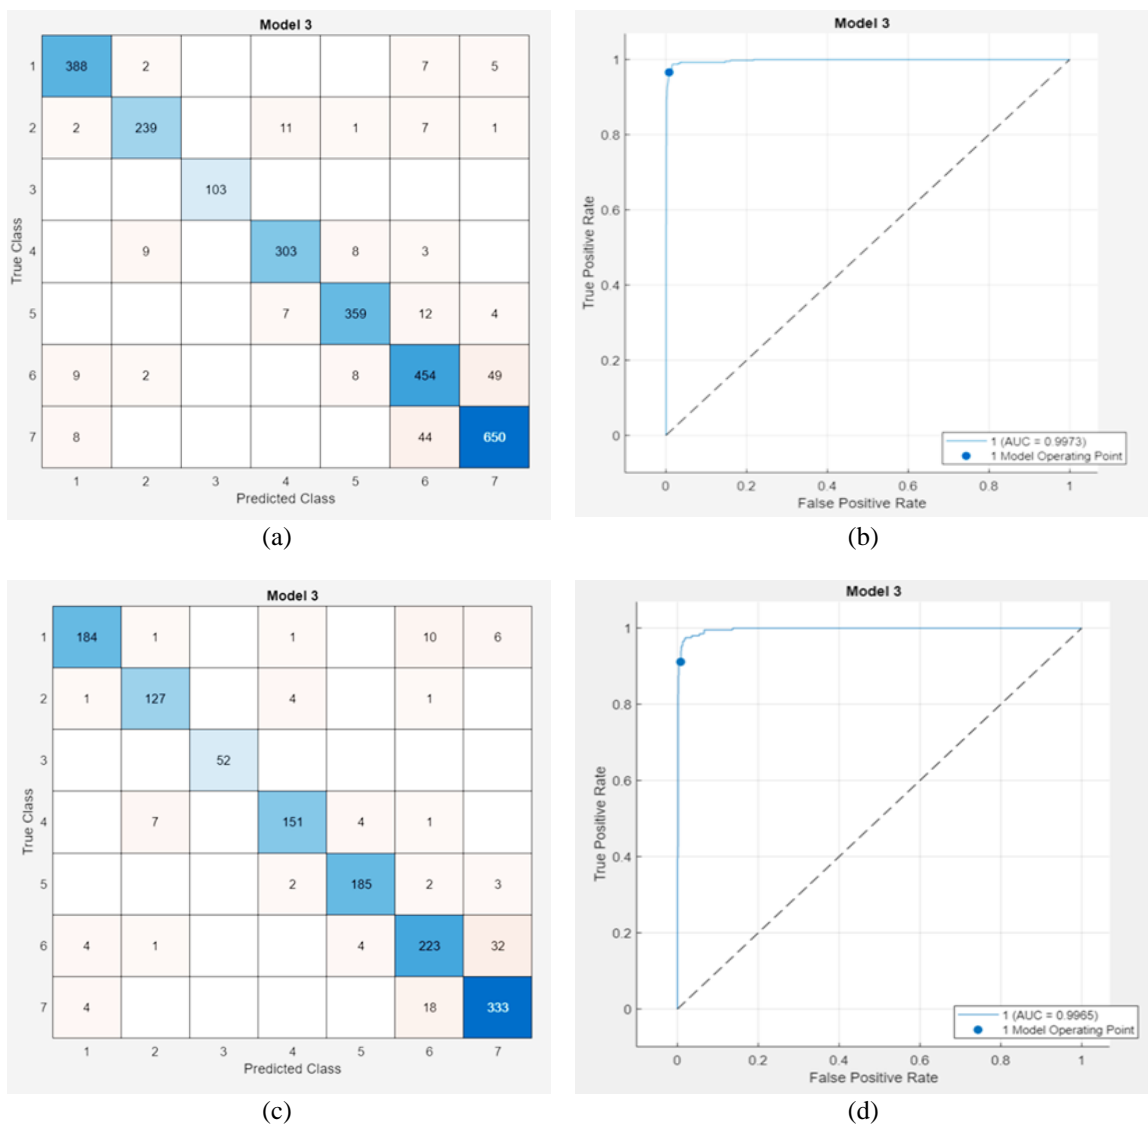 Model 3
1 388 2 7 5
2 2 239 11 1 7 1
3 103
4 9 303 8 3
5 7 359 12 4
6 9 2 8 454 49
7 8 44 650
1 2 3 4 5 6 7
True Class
Predicted Class
(a)
Model 3
1
0.8
0.6
0.4
0.2
0
True Positive Rate
1 (AUC = 0.9973)
1 Model Operating Point
0 0.2 0.4 0.6 0.8 1
False Positive Rate
(b)
Model 3
1 184 1 1 10 6
2 1 127 4 1
3 52
4 7 151 4 1
5 2 185 2 3
6 4 1 4 223 32
7 4 18 333
1 2 3 4 5 6 7
True Class
Predicted Class
(c)
Model 3
1
0.8
0.6
0.4
0.2
0
True Positive Rate
1 (AUC = 0.9965)
1 Model Operating Point
0 0.2 0.4 0.6 0.8 1
False Positive Rate
(d)